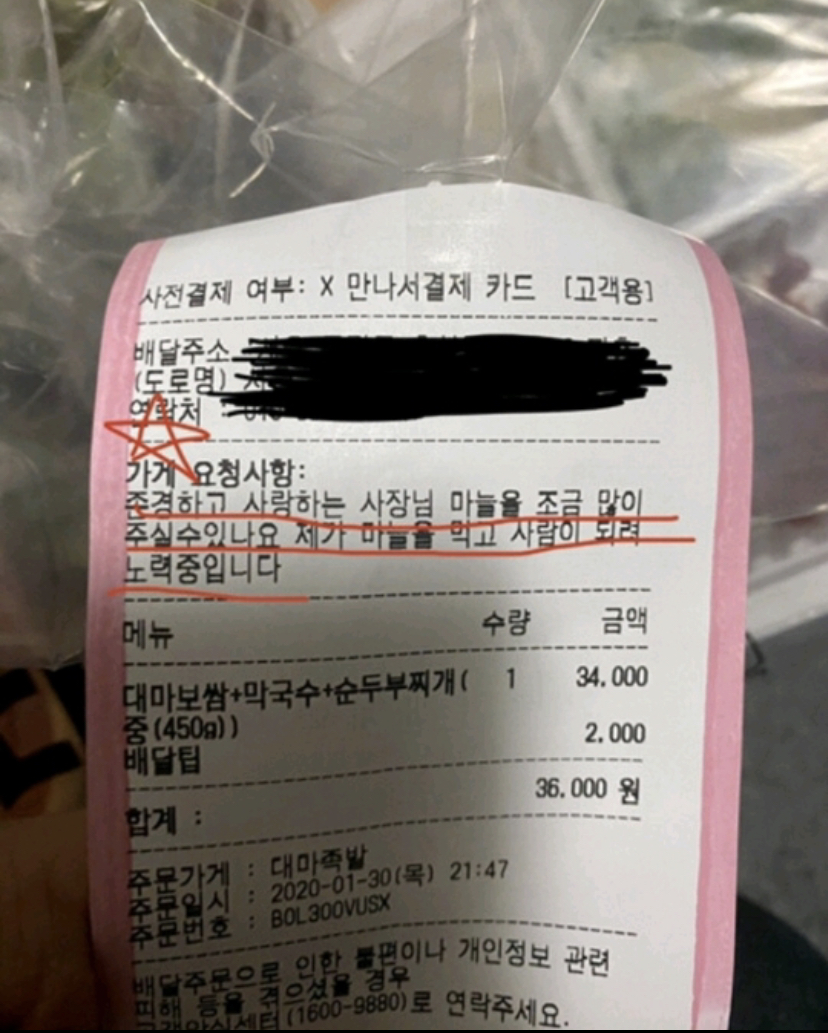 사전결제 여부: X 만나서결제 카드 [고객용]
배달주소
(도로명)
연락처 :
가게 요청사항:
존경하고 사랑하는 사장님 마늘을 조금 많이
주실수있나요 제가 마늘을 먹고 사람이 되려
노력중입니다
메뉴 수량 금액
대마보쌈+막국수+순두부찌개( 1 34.000
중(450g)) 2.000
배달팁
36.000 원
합계 :
주문가게 : 대마족발
주문일시 : 2020-01-30(목) 21:47
주문번호 : B0L300VUSX
배달주문으로 인한 불편이나 개인정보 관련
피해 등을 겪으셨을 경우
고객안심센터(1600-9880)로 연락주세요.